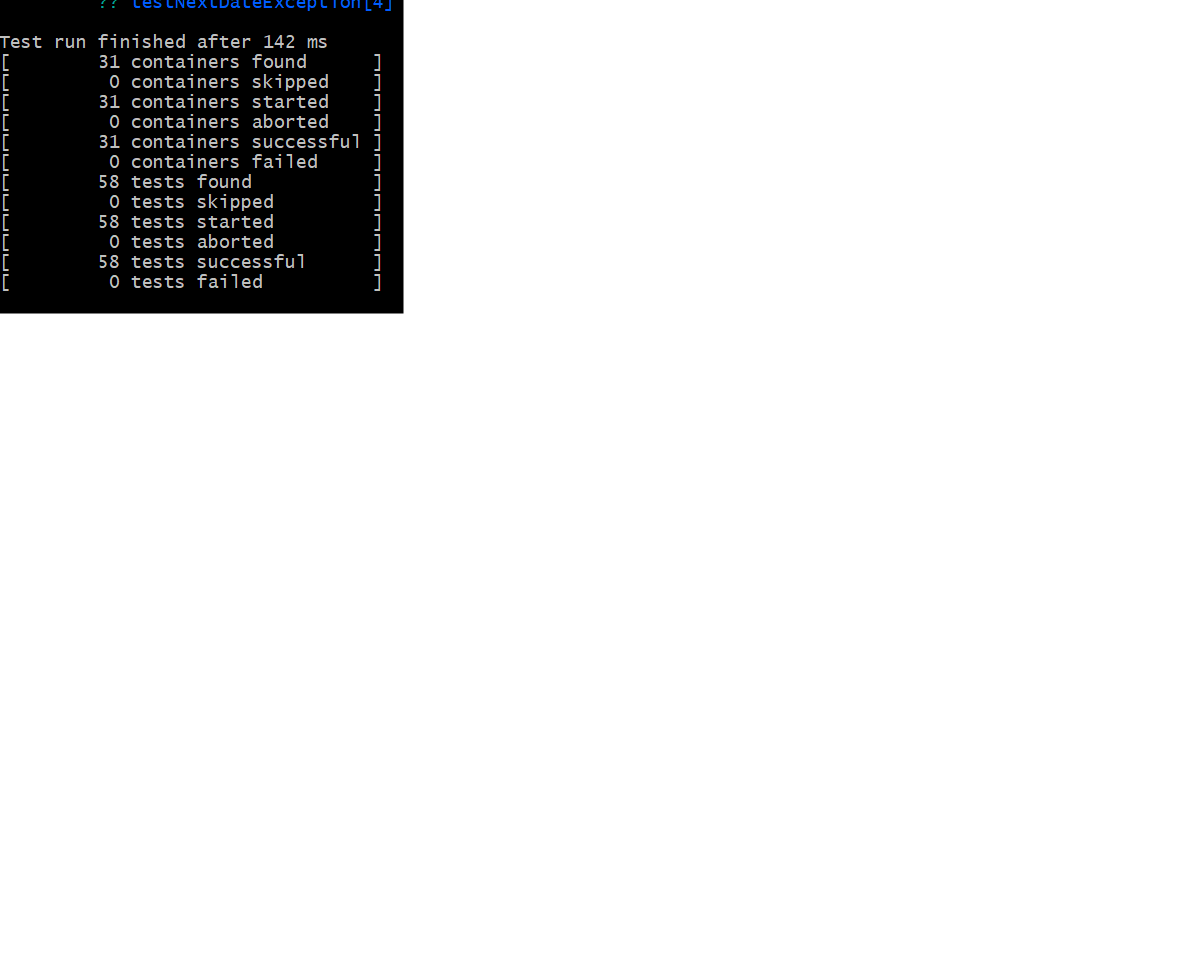 ?? testNextDateException[4]
Test run finished after 142 ms
[        31 containers found      ]
[         0 containers skipped    ]
[        31 containers started    ]
[         0 containers aborted    ]
[        31 containers successful ]
[         0 containers failed     ]
[        58 tests found           ]
[         0 tests skipped         ]
[        58 tests started         ]
[         0 tests aborted         ]
[        58 tests successful      ]
[         0 tests failed          ]